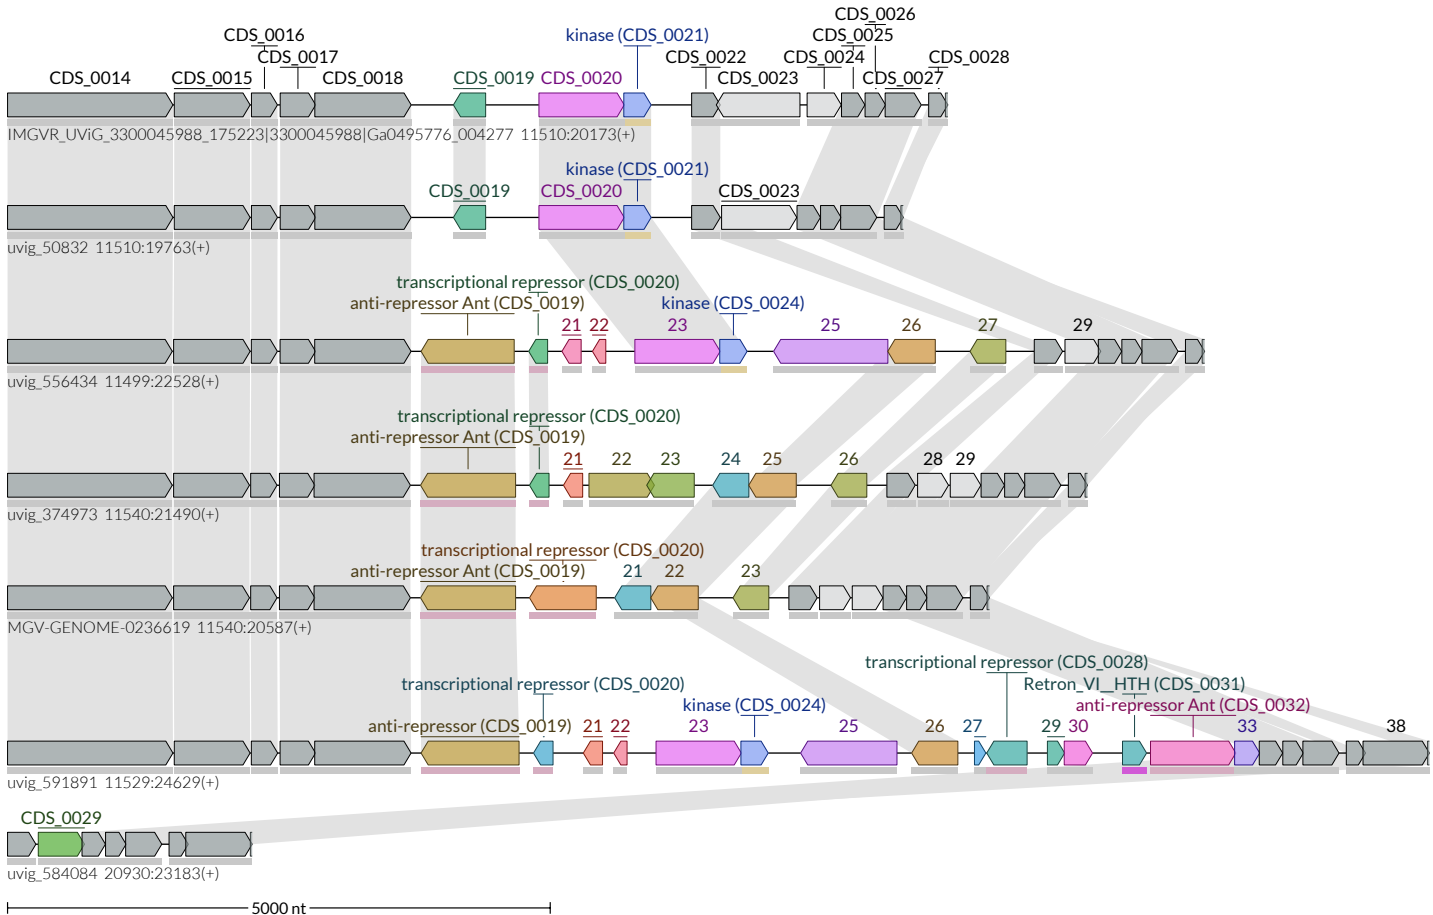 CDS_0026
CDS_0016 kinase (CDS_0021) CDS_0025
CDS_0017 CDS_0022 CDS_0024 CDS_0028
CDS_0014 CDS_0015 CDS_0018 CDS_0019 CDS_0020 CDS_0023 CDS_0027
IMGVR_UViG_3300045988_175223|3300045988|Ga0495776_004277 11510:20173(+)
kinase (CDS_0021)
CDS_0019 CDS_0020 CDS_0023
uvig_50832 11510:19763(+)
transcriptional repressor (CDS_0020)
anti-repressor Ant (CDS_0019) kinase (CDS_0024)
21 22 23 25 26 27 29
uvig_556434 11499:22528(+)
transcriptional repressor (CDS_0020)
anti-repressor Ant (CDS_0019)
21 22 23 24 25 26 28 29
uvig_374973 11540:21490(+)
transcriptional repressor (CDS_0020)
anti-repressor Ant (CDS_0019) 21 22 23
MGV-GENOME-0236619 11540:20587(+)
transcriptional repressor (CDS_0028)
transcriptional repressor (CDS_0020) Retron_VI__HTH (CDS_0031)
kinase (CDS_0024) anti-repressor Ant (CDS_0032)
anti-repressor (CDS_0019) 21 22 23 25 26 27 29 30 33 38
uvig_591891 11529:24629(+)
CDS_0029
uvig_584084 20930:23183(+)
5000 nt